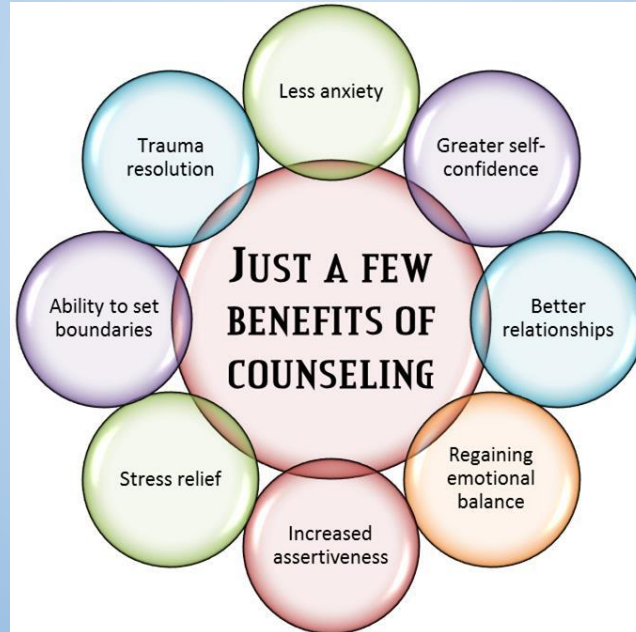 Less anxiety
Greater self-
confidence
Better
relationships
Regaining
emotional
balance
Increased
assertiveness
Stress relief
Ability to set
boundaries
Trauma
resolution
JUST A FEW
BENEFITS OF
COUNSELING